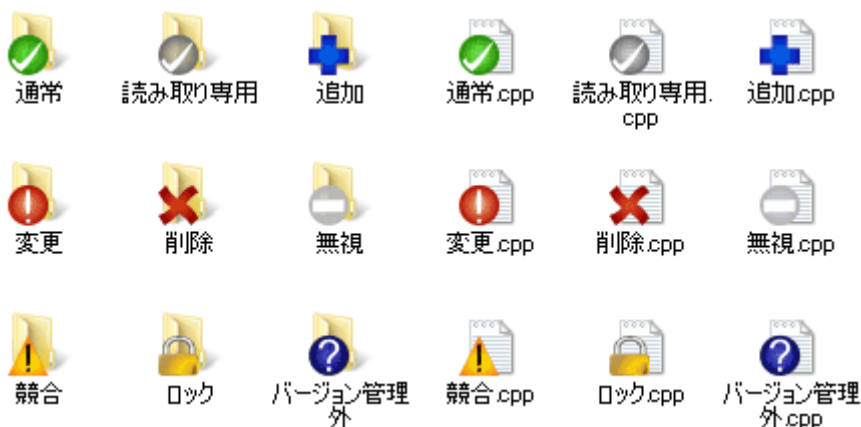 通常
読み取り専用
追加
通常.cpp
読み取り専用.
cpp
追加.cpp
変更
削除
無視
変更.cpp
削除.cpp
無視.cpp
競合
ロック
バージョン管理
外
競合.cpp
ロック.cpp
バージョン管理
外.cpp